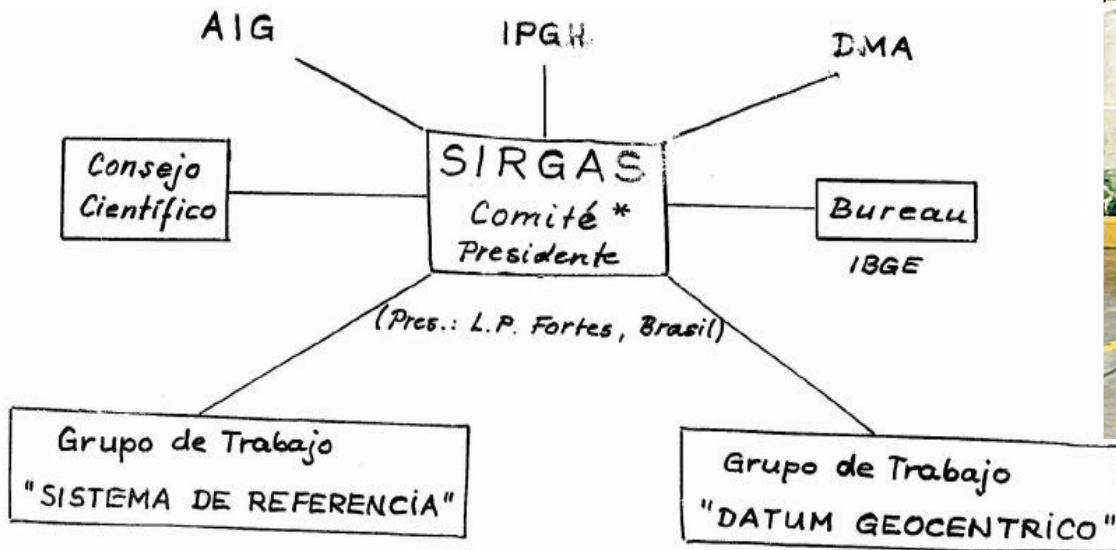 AIG
IPGH
DMA
Consejo
Científico
SIRGAS
Comité *
Presidente
Bureau
IBGE
(Pres.: L.P. Fortes, Brasil)
Grupo de Trabajo
"SISTEMA DE REFERENCIA"
Grupo de Trabajo
"DATUM GEOCENTRICO"